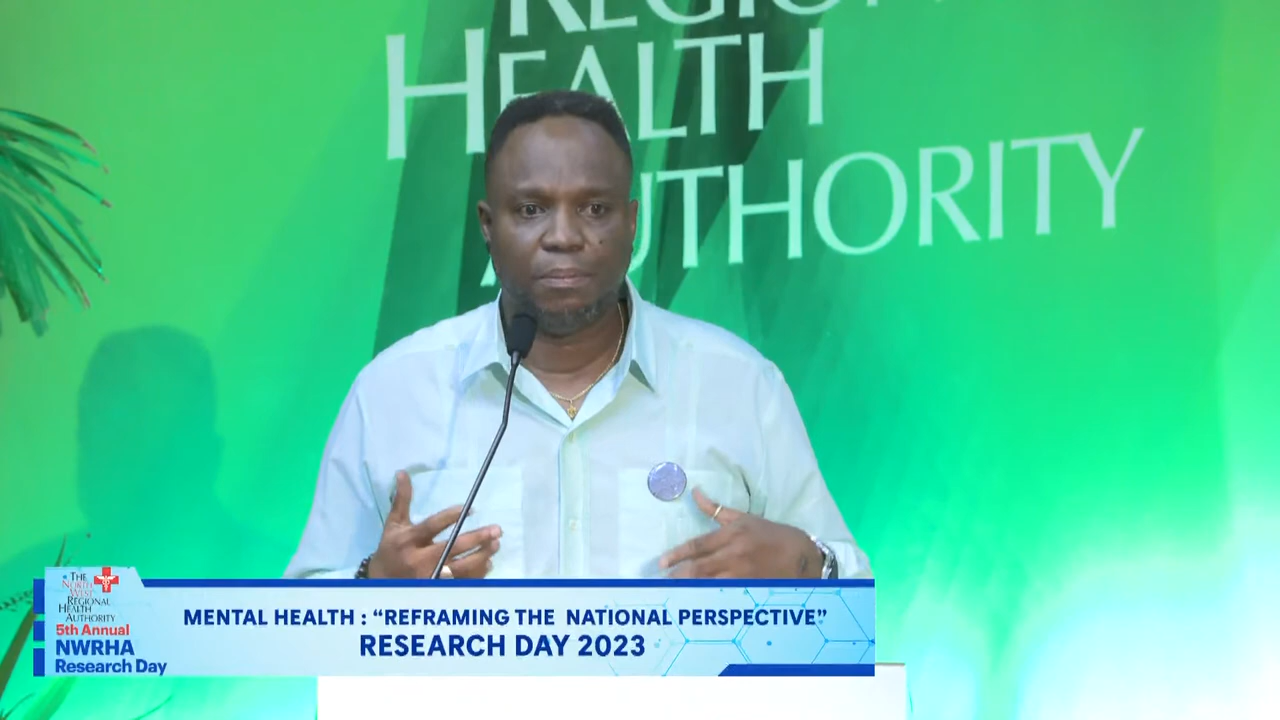 REGION
HEALTH
AUTHORITY
THE
NORTH
WEST
REGIONAL
HEALTH
AUTHORITY
5th Annual
NWRHA
Research Day
MENTAL HEALTH : “REFRAMING THE NATIONAL PERSPECTIVE”
RESEARCH DAY 2023